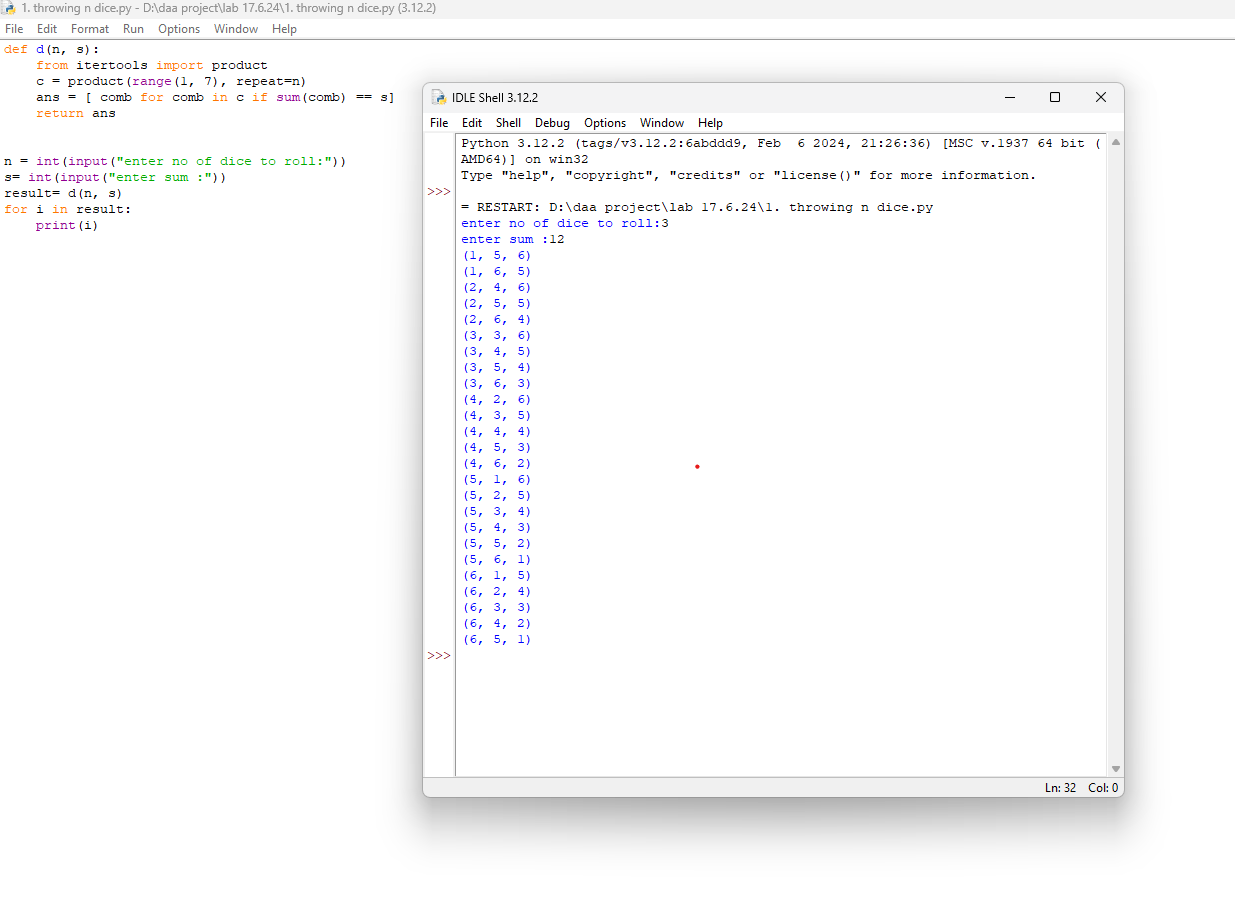 1. throwing n dice.py - D:\daa project\lab 17.6.24\1. throwing n dice.py (3.12.2)
File Edit Format Run Options Window Help
def d(n, s):
    from itertools import product
    c = product(range(1, 7), repeat=n)
    ans = [ comb for comb in c if sum(comb) == s]
    return ans
n = int(input("enter no of dice to roll:"))
s= int(input("enter sum :"))
result= d(n, s)
for i in result:
    print(i)
IDLE Shell 3.12.2
File Edit Shell Debug Options Window Help
Python 3.12.2 (tags/v3.12.2:6abddd9, Feb  6 2024, 21:26:36) [MSC v.1937 64 bit (
AMD64)] on win32
Type "help", "copyright", "credits" or "license()" for more information.
>>>
= RESTART: D:\daa project\lab 17.6.24\1. throwing n dice.py
enter no of dice to roll:3
enter sum :12
(1, 5, 6)
(1, 6, 5)
(2, 4, 6)
(2, 5, 5)
(2, 6, 4)
(3, 3, 6)
(3, 4, 5)
(3, 5, 4)
(3, 6, 3)
(4, 2, 6)
(4, 3, 5)
(4, 4, 4)
(4, 5, 3)
(4, 6, 2)
(5, 1, 6)
(5, 2, 5)
(5, 3, 4)
(5, 4, 3)
(5, 5, 2)
(5, 6, 1)
(6, 1, 5)
(6, 2, 4)
(6, 3, 3)
(6, 4, 2)
(6, 5, 1)
>>>
Ln: 32 Col: 0